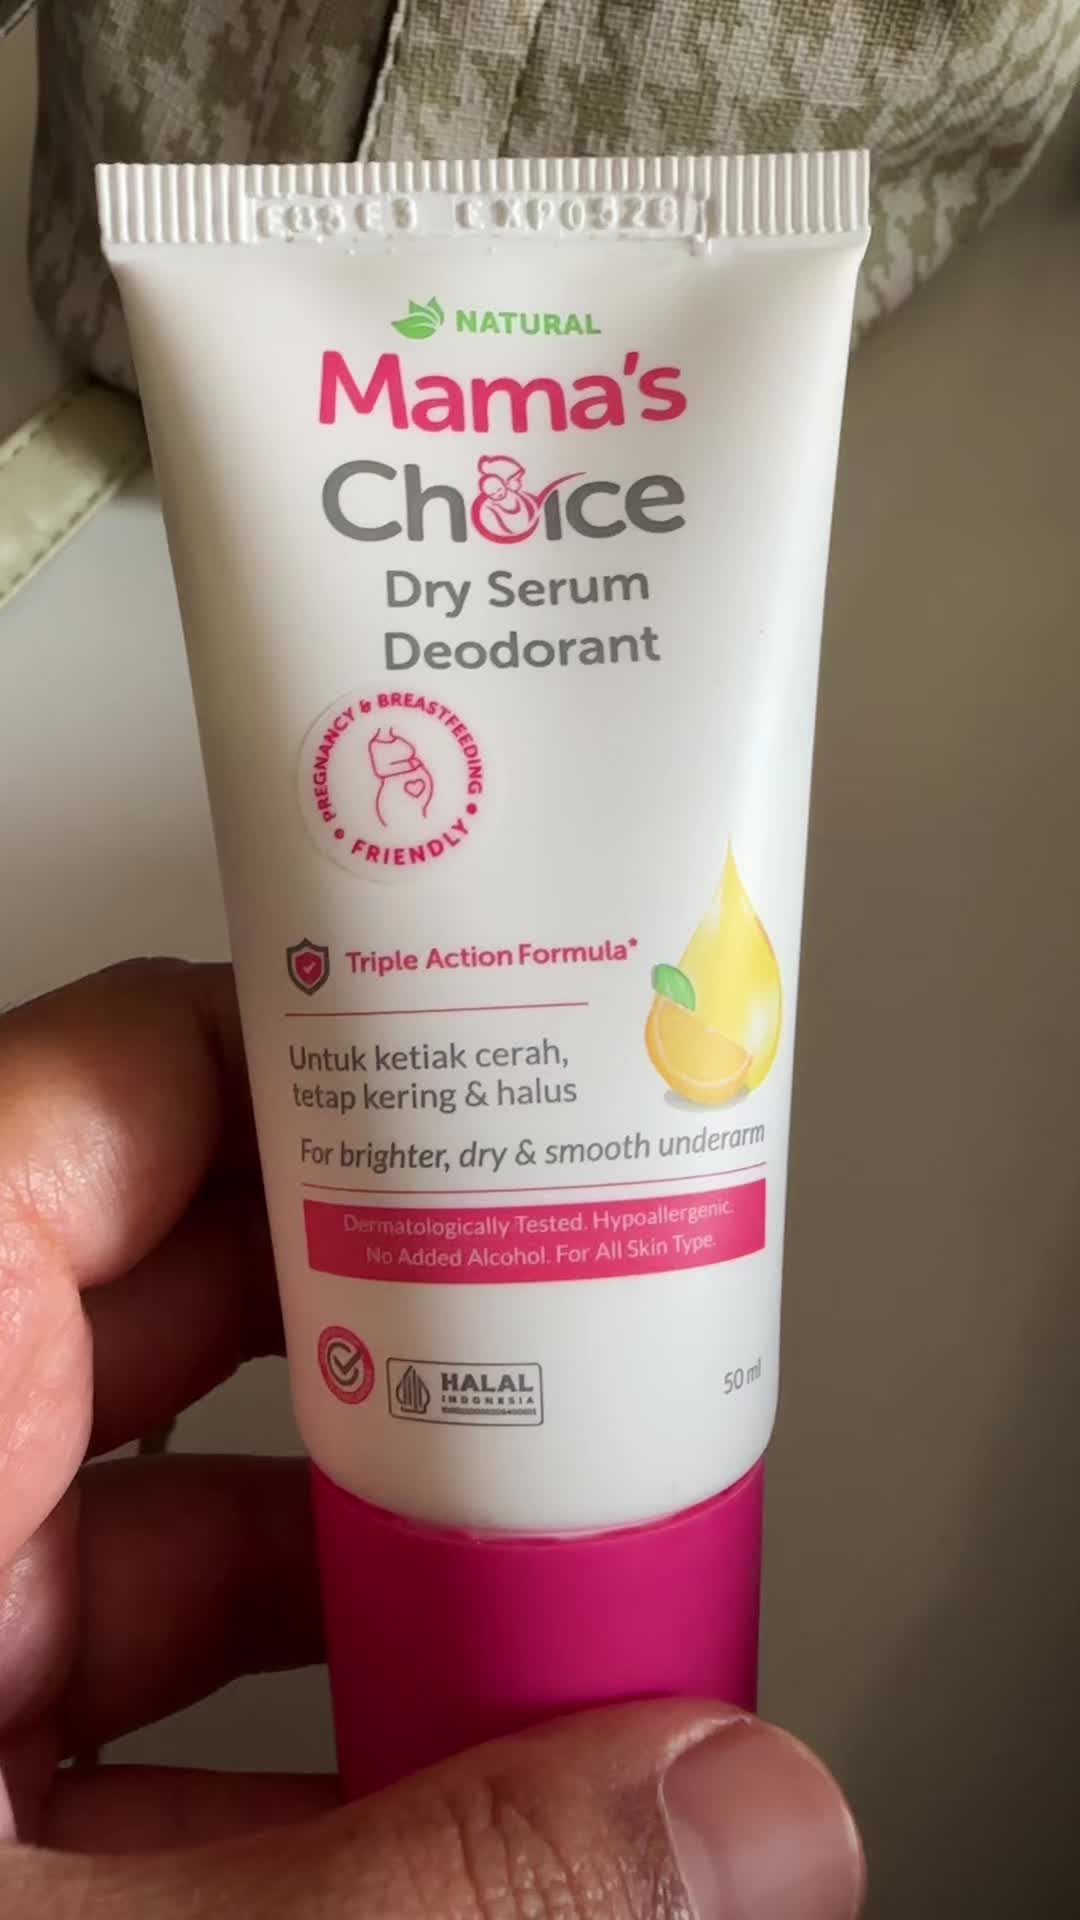 EXP0528
NATURAL
Mama's
Choice
Dry Serum
Deodorant
PREGNANCY & BREASTFEEDING
FRIENDLY
Triple Action Formula*
Untuk ketiak cerah,
tetap kering & halus
For brighter, dry & smooth underarm
Dermatologically Tested. Hypoallergenic.
No Added Alcohol. For All Skin Type.
HALAL
INDONESIA
50 ml